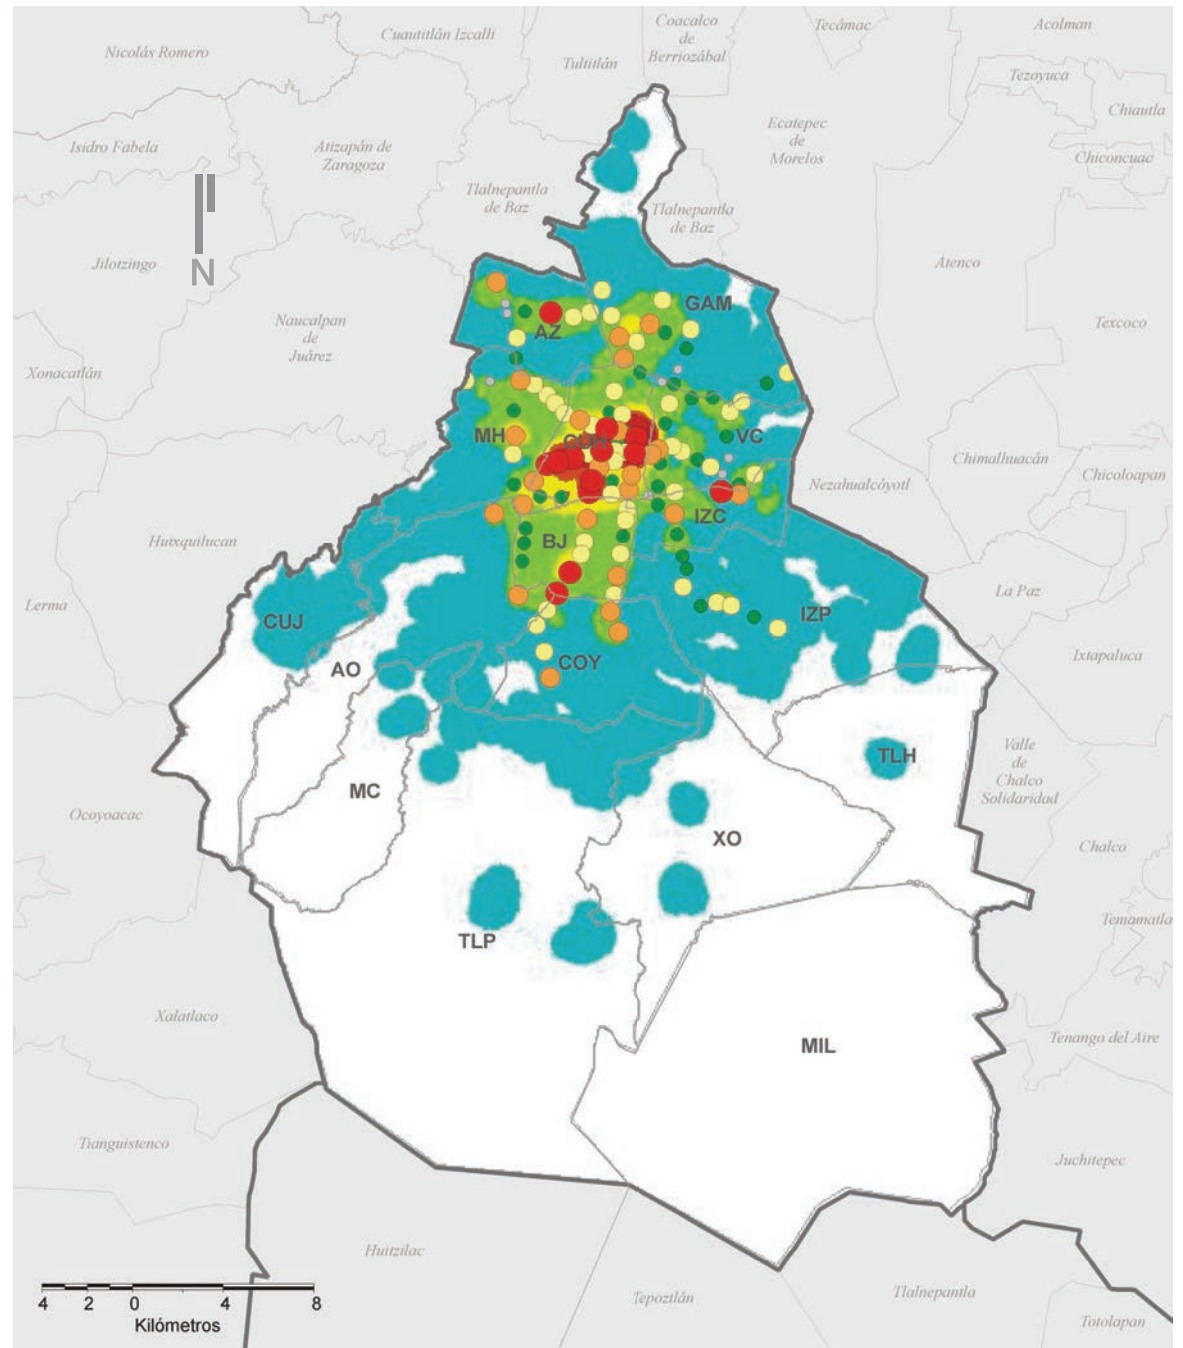 Nicolás Romero
Cuautitlán Izcalli
Coacalco
de
Berriozábal
Tecámac
Acolman
Tultitlán
Tezoyuca
Chiautla
Isidro Fabela
Atizapán de
Zaragoza
Ecatepec
de
Morelos
Chiconcuac
Tlalnepantla
de Baz
Tlalnepantla
de Baz
N
Jilotzingo
Atenco
Naucalpan
de
Juárez
GAM
AZ
Texcoco
Xonacatlán
MH
CUH
VC
Chimalhuacán
Chicoloapan
Nezahualcóyotl
IZC
Huixquilucan
BJ
La Paz
Lerma
CUJ
IZP
AO
COY
Ixtapaluca
TLH
Valle
de
Chalco
Solidaridad
MC
Ocoyoacac
XO
Chalco
Temamatla
TLP
Xalatlaco
MIL
Tenango del Aire
Tianguistenco
Juchitepec
Huitzilac
Tlalnepantla
Tepoztlán
Totolapan
4 2 0 4 8
Kilómetros